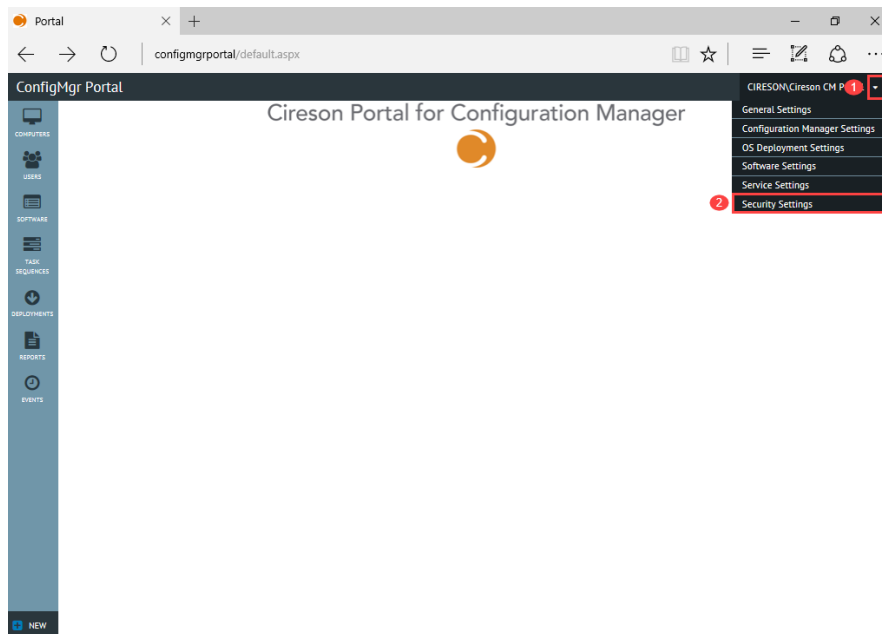 Portal
configmgrportal/default.aspx
ConfigMgr Portal
CIRESON\Cireson CM P
1
General Settings
Configuration Manager Settings
OS Deployment Settings
Software Settings
Service Settings
2
Security Settings
Cireson Portal for Configuration Manager
COMPUTERS
USERS
SOFTWARE
TASK
SEQUENCES
DEPLOYMENTS
REPORTS
EVENTS
NEW